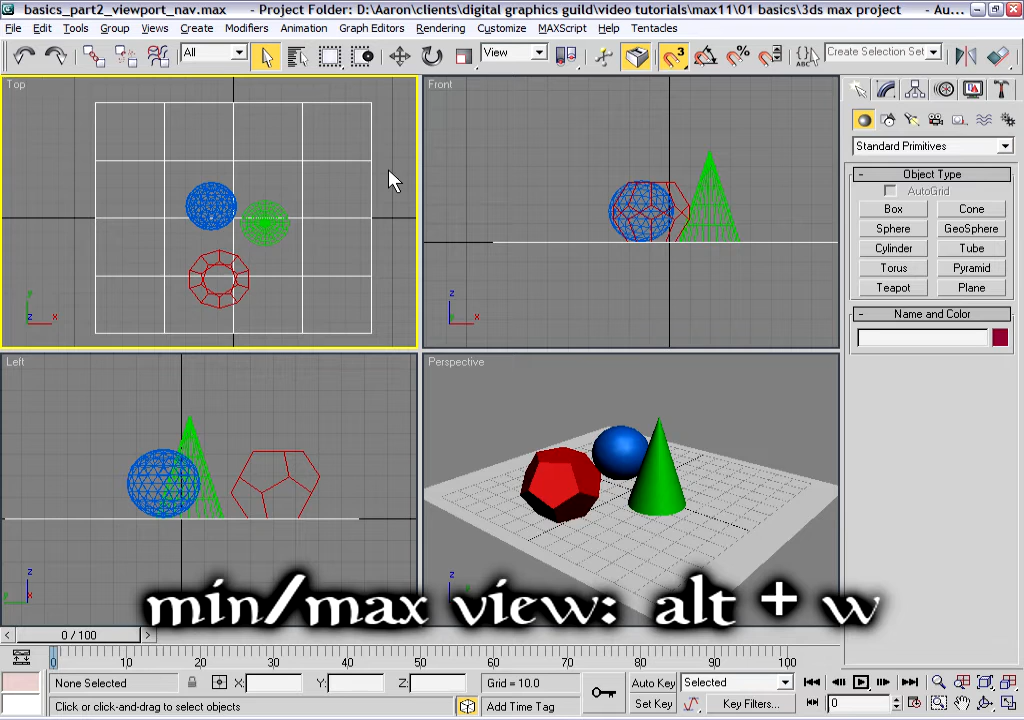 basics_part2_viewport_nav.max - Project Folder: D:\Aaron\clients\digital graphics guild\video tutorials\max11\01 basics\3ds max project - Au...
File Edit Tools Group Views Create Modifiers Animation Graph Editors Rendering Customize MAXScript Help Tentacles
All View 3 ABC Create Selection Set
Top Front
Standard Primitives
- Object Type
AutoGrid
Box Cone
Sphere GeoSphere
Cylinder Tube
Torus Pyramid
Teapot Plane
- Name and Color
y
x
z
x
Left Perspective
z
y
z
min/max view: alt + w
< 0 / 100 >
0 10 20 30 40 50 60 70 80 90 100
None Selected X: Y: Z: Grid = 10.0 Auto Key Selected
Click or click-and-drag to select objects Add Time Tag Set Key Key Filters... 0